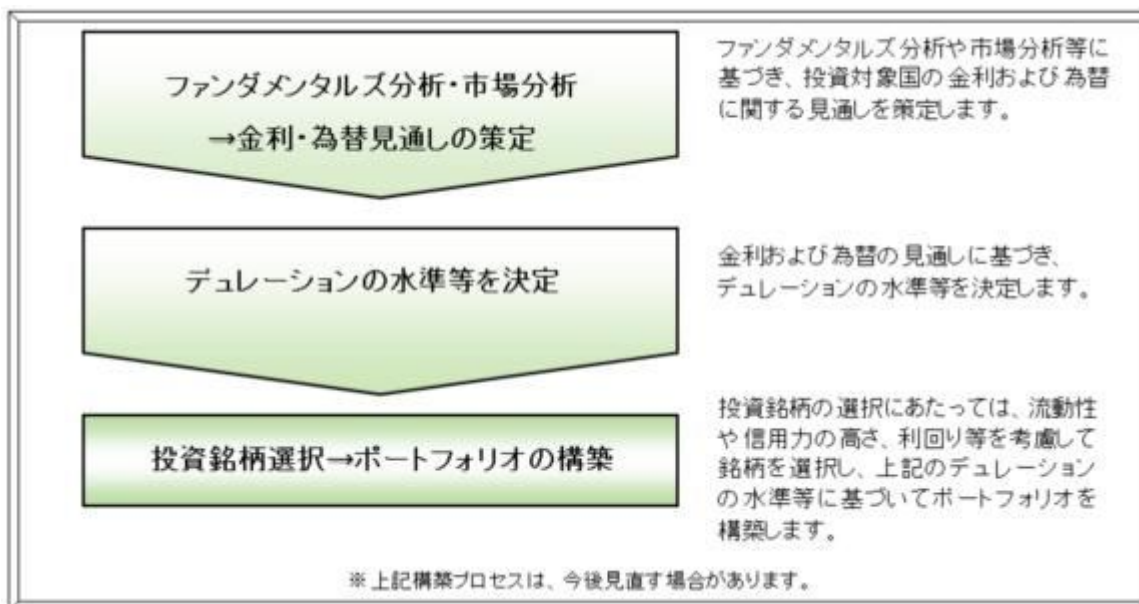 ファンダメンタルズ分析・市場分析
→金利・為替見通しの策定
ファンダメンタルズ分析や市場分析等に
基づき、投資対象国の金利および為替
に関する見通しを策定します。
デュレーションの水準等を決定
金利および為替の見通しに基づき、
デュレーションの水準等を決定します。
投資銘柄選択→ポートフォリオの構築
投資銘柄の選択にあたっては、流動性
や信用力の高さ、利回り等を考慮して
銘柄を選択し、上記のデュレーション
の水準等に基づいてポートフォリオを
構築します。
※上記構築プロセスは、今後見直す場合があります。